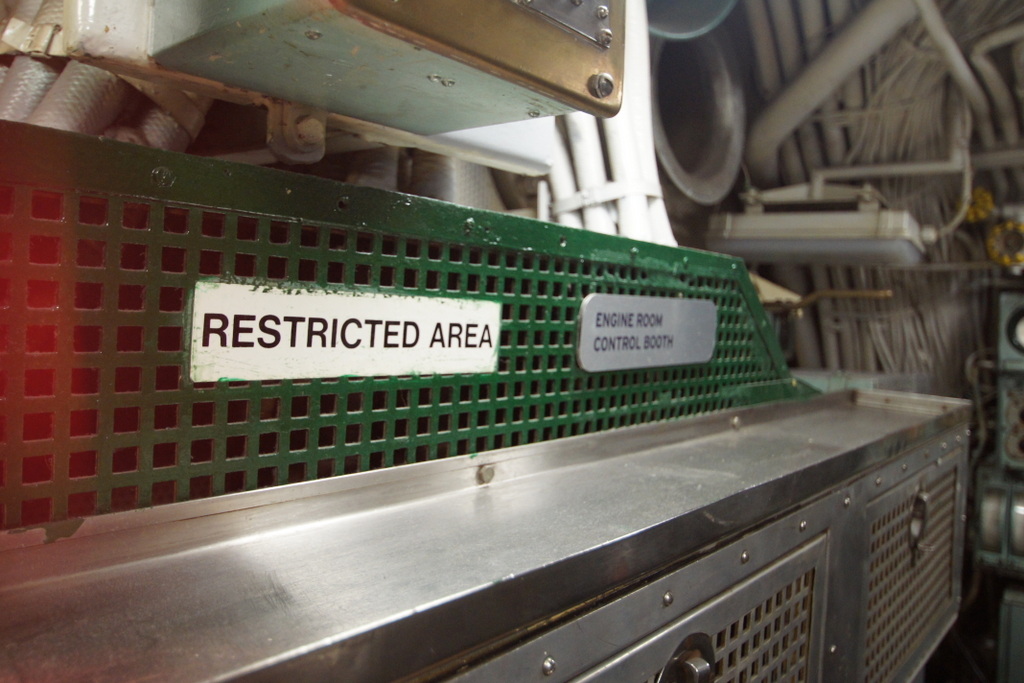 RESTRICTED AREA
ENGINE ROOM
CONTROL BOOTH